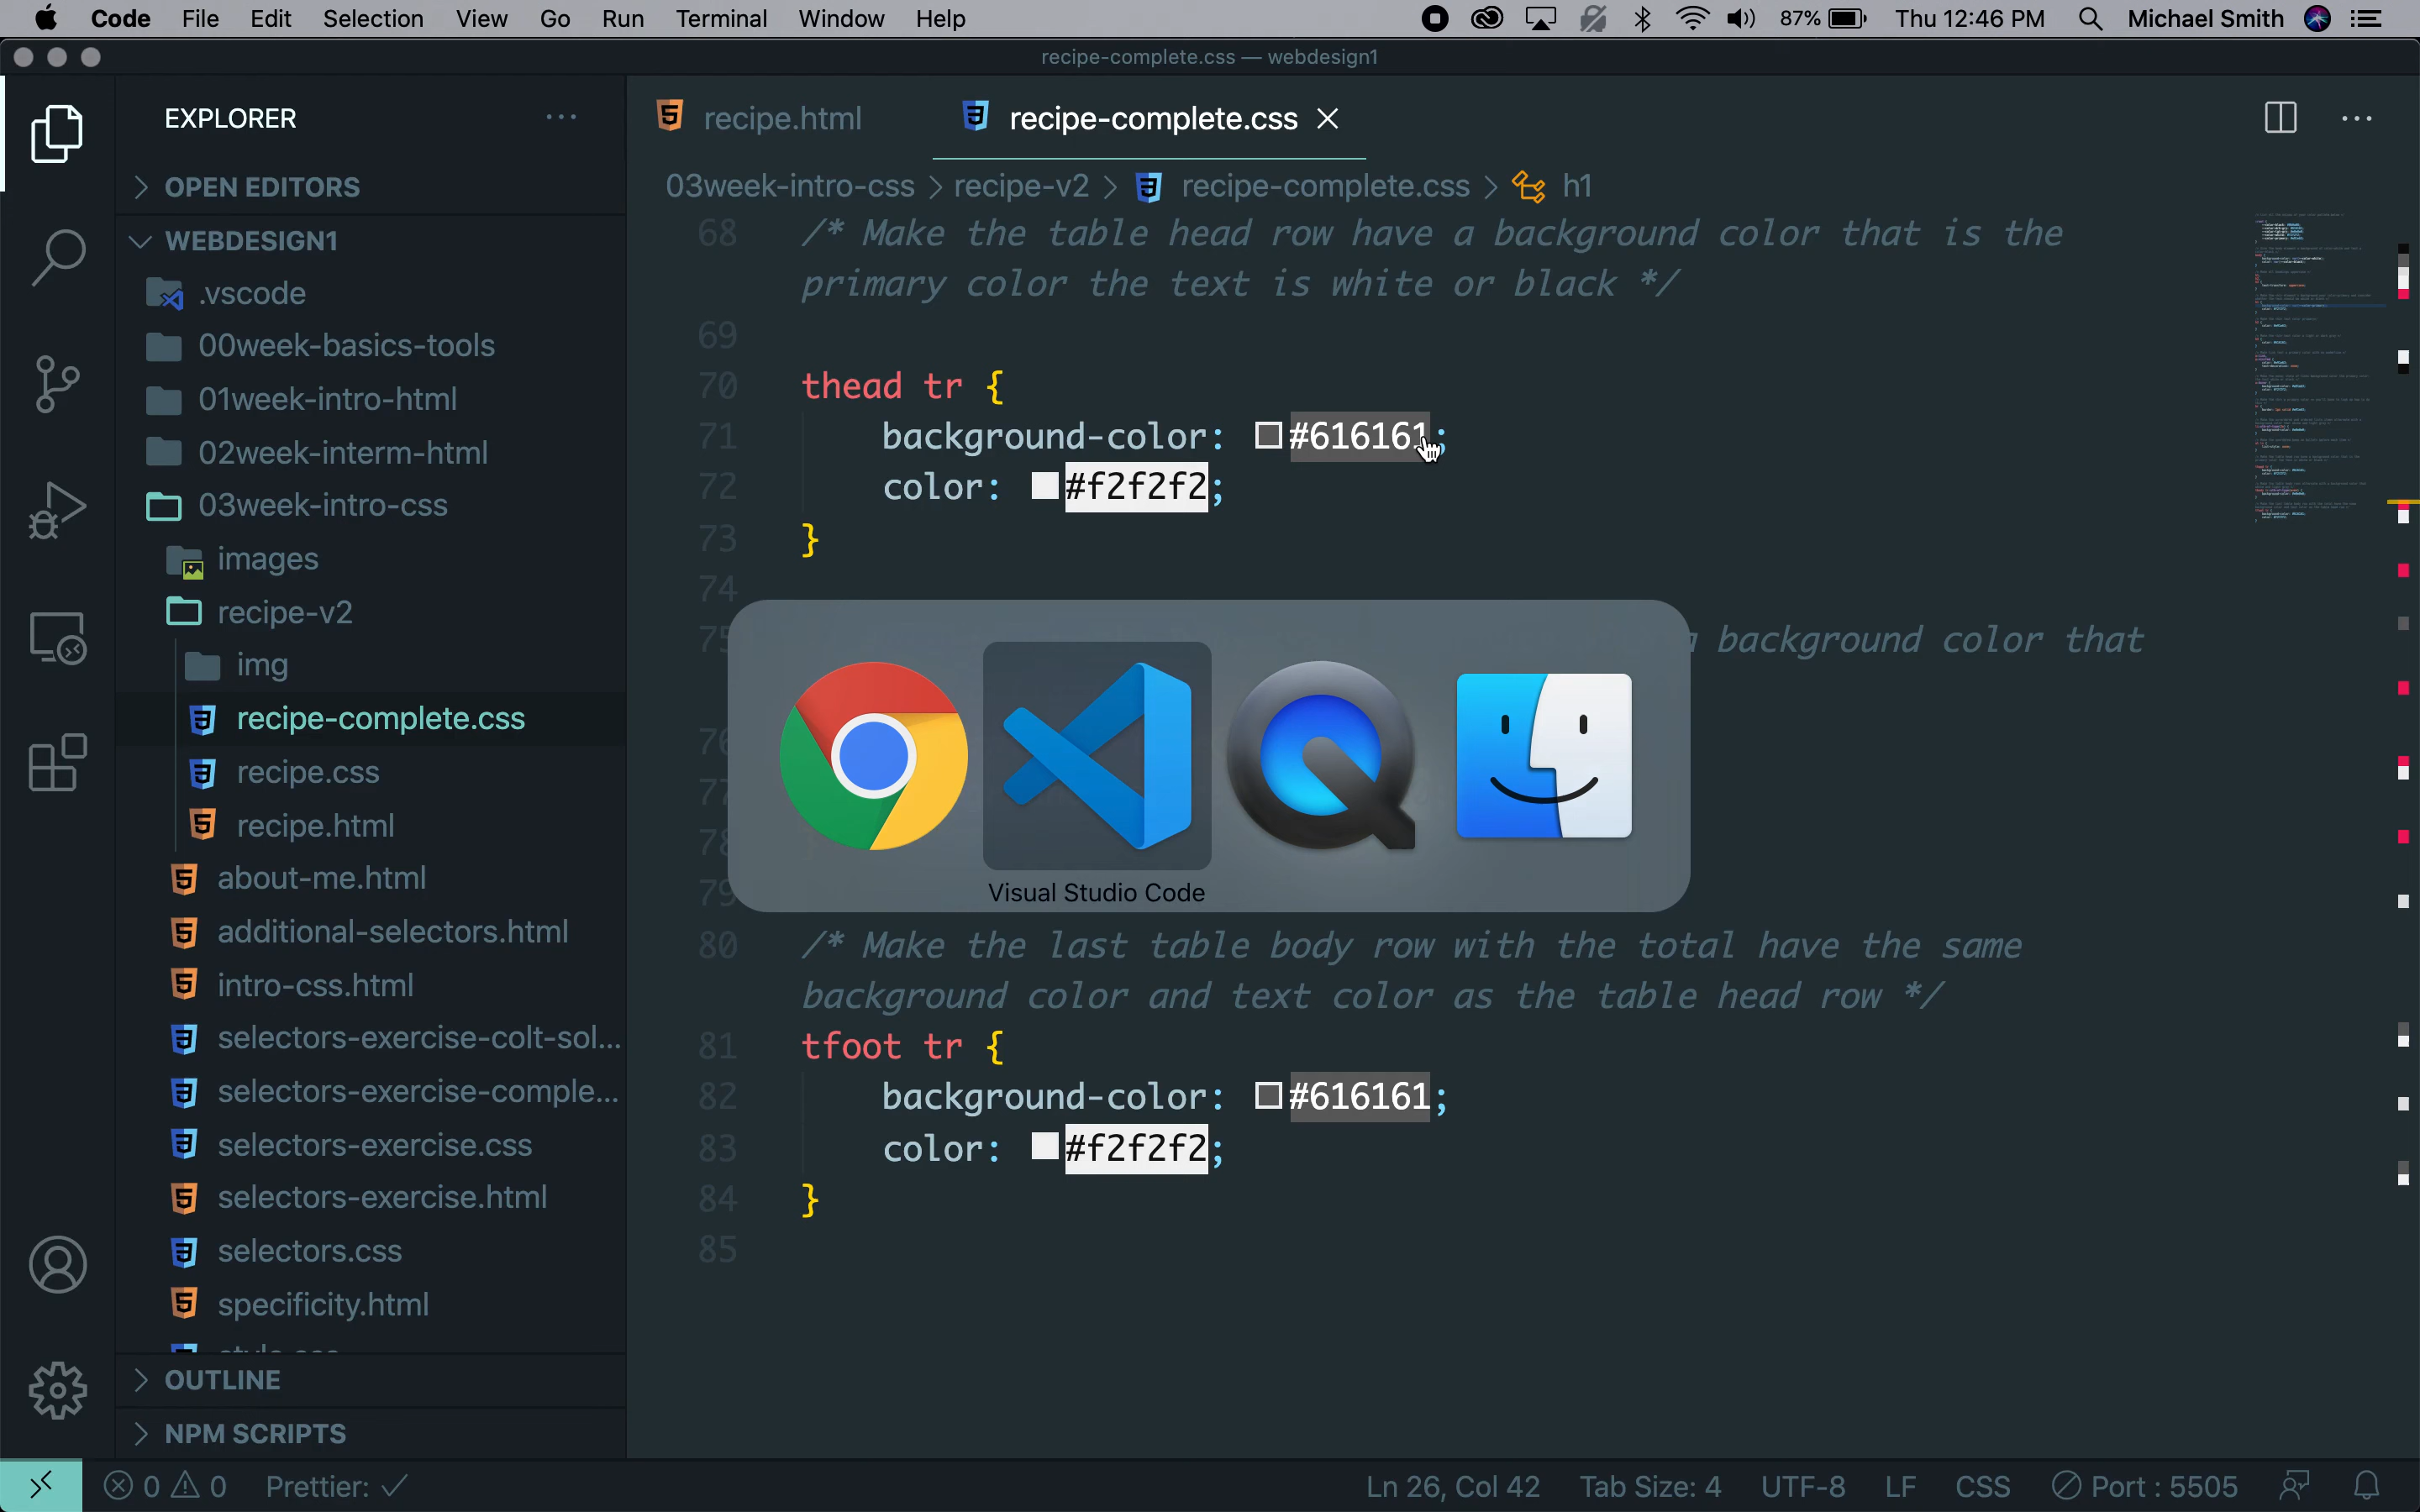 Code File Edit Selection View Go Run Terminal Window Help 87% Thu 12:46 PM Michael Smith
recipe-complete.css — webdesign1
EXPLORER
OPEN EDITORS
WEBDESIGN1
.vscode
00week-basics-tools
01week-intro-html
02week-interm-html
03week-intro-css
images
recipe-v2
img
recipe-complete.css
recipe.css
recipe.html
about-me.html
additional-selectors.html
intro-css.html
selectors-exercise-colt-sol...
selectors-exercise-comple...
selectors-exercise.css
selectors-exercise.html
selectors.css
specificity.html
OUTLINE
NPM SCRIPTS
recipe.html recipe-complete.css
03week-intro-css > recipe-v2 > recipe-complete.css > h1
68 /* Make the table head row have a background color that is the
primary color the text is white or black */
69
70 thead tr {
71 background-color: #616161;
72 color: #f2f2f2;
73 }
74
a background color that
Visual Studio Code
79
80 /* Make the last table body row with the total have the same
background color and text color as the table head row */
81 tfoot tr {
82 background-color: #616161;
83 color: #f2f2f2;
84 }
85
0 0 Prettier: ✓ Ln 26, Col 42 Tab Size: 4 UTF-8 LF CSS Port : 5505